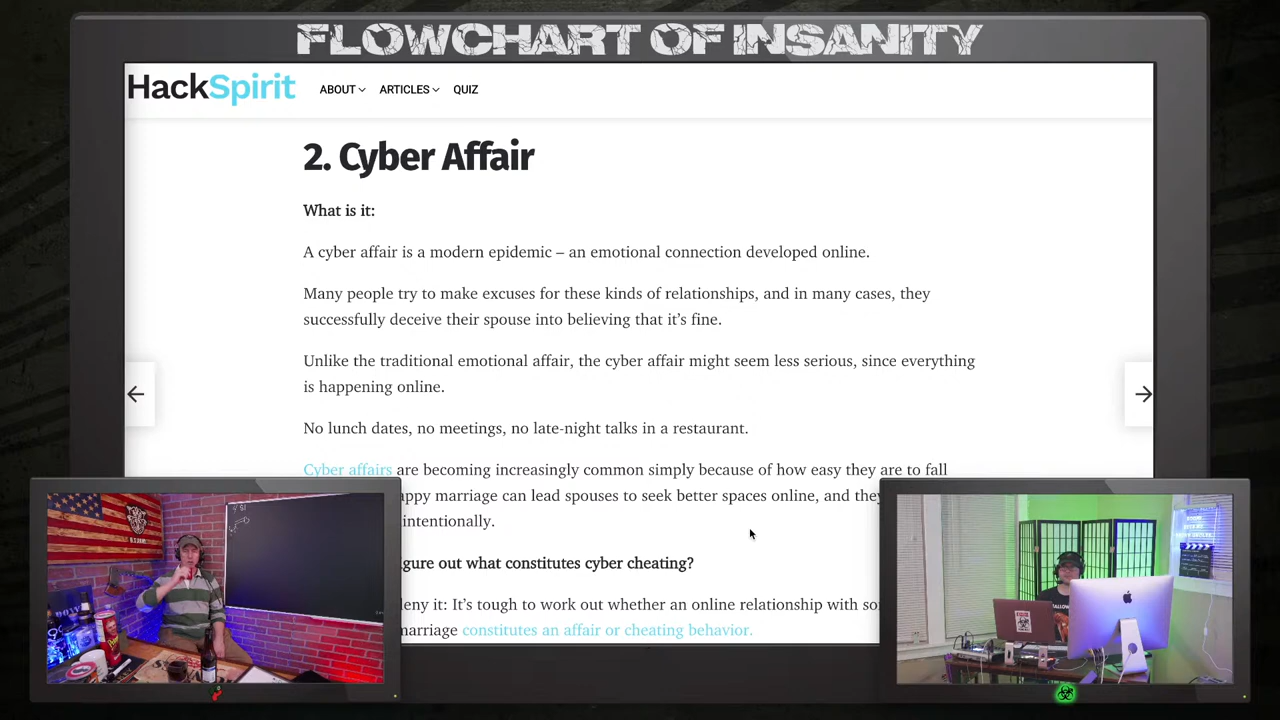 FLOWCHART OF INSANITY
HackSpirit
ABOUT ARTICLES QUIZ
2. Cyber Affair
What is it:
A cyber affair is a modern epidemic – an emotional connection developed online.
Many people try to make excuses for these kinds of relationships, and in many cases, they
successfully deceive their spouse into believing that it's fine.
Unlike the traditional emotional affair, the cyber affair might seem less serious, since everything
is happening online.
No lunch dates, no meetings, no late-night talks in a restaurant.
Cyber affairs are becoming increasingly common simply because of how easy they are to fall
appy marriage can lead spouses to seek better spaces online, and they
intentionally.
igure out what constitutes cyber cheating?
deny it: It's tough to work out whether an online relationship with so
marriage constitutes an affair or cheating behavior.